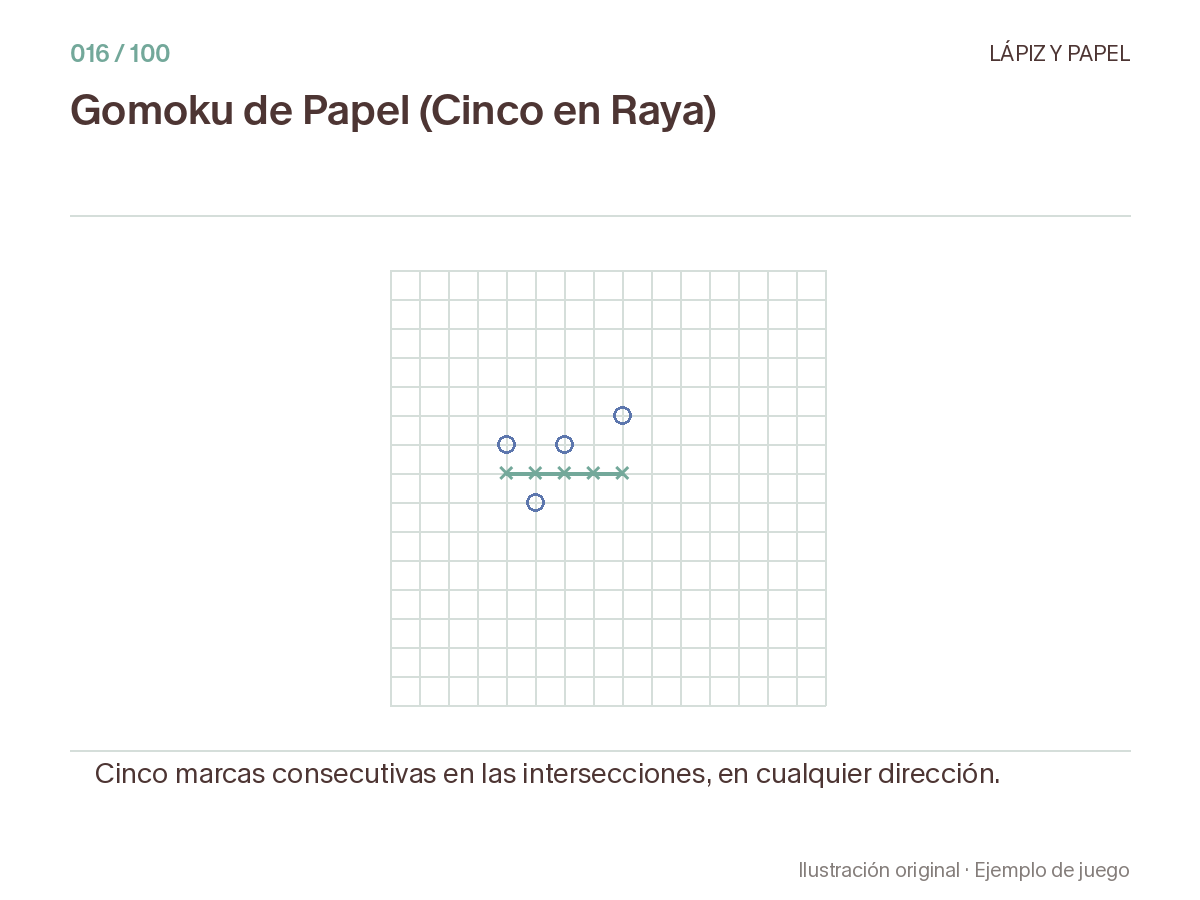 016 / 100
LÁPIZ Y PAPEL
Gomoku de Papel (Cinco en Raya)
Cinco marcas consecutivas en las intersecciones, en cualquier dirección.
Ilustración original · Ejemplo de juego